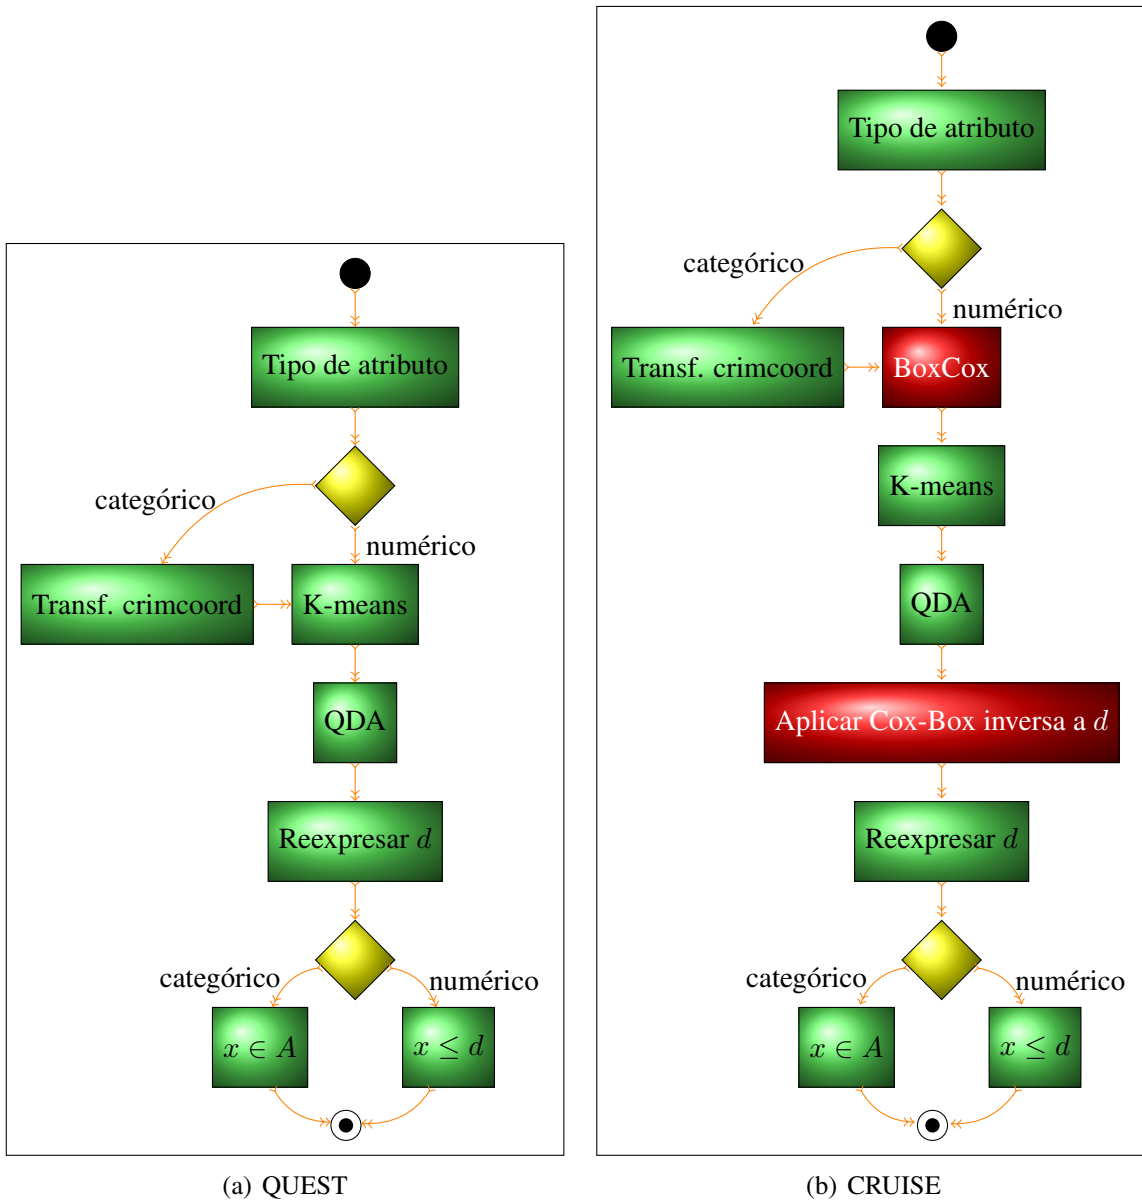 Tipo de atributo
categórico
numérico
Transf. crimcoord
K-means
QDA
Reexpresar d
categórico
numérico
x ∈ A
x ≤ d
(a) QUEST
Tipo de atributo
categórico
numérico
Transf. crimcoord
BoxCox
K-means
QDA
Aplicar Cox-Box inversa a d
Reexpresar d
categórico
numérico
x ∈ A
x ≤ d
(b) CRUISE